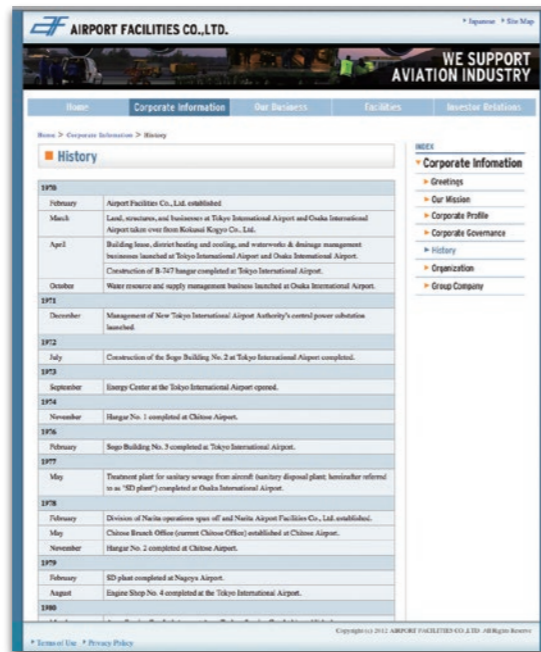 AIRPORT FACILITIES CO.,LTD.
Japanese Site Map
WE SUPPORT
AVIATION INDUSTRY
Home Corporate Information Our Business Facilities Investor Relations
Home > Corporate Information > History
History
1970
February Airport Facilities Co., Ltd. established
March Land, structures, and businesses at Tokyo International Airport and Osaka International
Airport taken over from Kokusai Kogyo Co., Ltd.
April Building lease, district heating and cooling, and waterworks & drainage management
businesses launched at Tokyo International Airport and Osaka International Airport.
Construction of B-747 hangar completed at Tokyo International Airport.
October Water resource and supply management business launched at Osaka International Airport.
1971
December Management of New Tokyo International Airport Authority's central power substation
launched.
1972
July Construction of the Sogo Building No. 2 at Tokyo International Airport completed.
1973
September Energy Center at the Tokyo International Airport opened.
1974
November Hangar No. 1 completed at Chitose Airport.
1976
February Sogo Building No. 3 completed at Tokyo International Airport.
1977
May Treatment plant for sanitary sewage from aircraft (sanitary disposal plant; hereinafter referred
to as "SD plant") completed at Osaka International Airport.
1978
February Division of Narita operations spun off and Narita Airport Facilities Co., Ltd. established.
May Chitose Branch Office (current Chitose Office) established at Chitose Airport.
November Hangar No. 2 completed at Chitose Airport.
1979
February SD plant completed at Nagoya Airport.
August Engine Shop No. 4 completed at the Tokyo International Airport.
1980
INDEX
Corporate Infomation
Greetings
Our Mission
Corporate Profile
Corporate Governance
History
Organization
Group Company
Copyright (c) 2012 AIRPORT FACILITIES CO.,LTD. All Rights Reserve
Terms of Use Privacy Policy